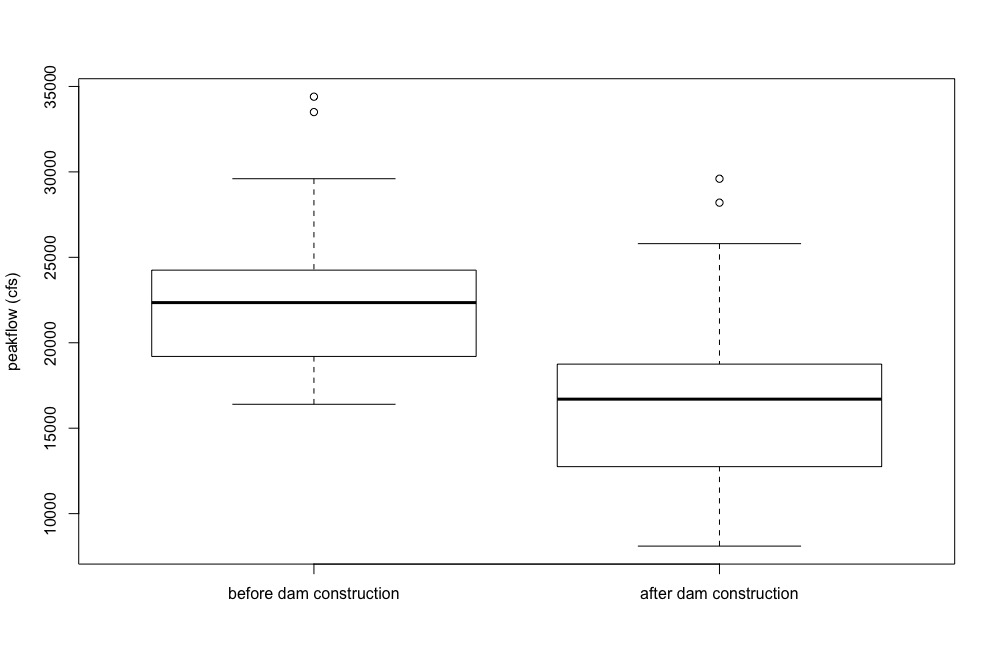 35000
30000
25000
20000
15000
10000
peakflow (cfs)
before dam construction
after dam construction